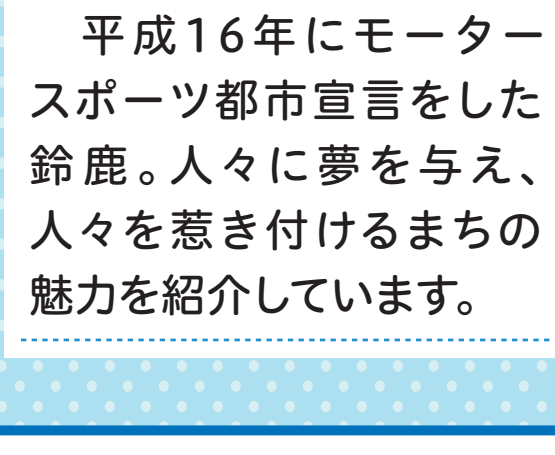 平成16年にモーター
スポーツ都市宣言をした
鈴鹿。人々に夢を与え、
人々を惹き付けるまちの
魅力を紹介しています。